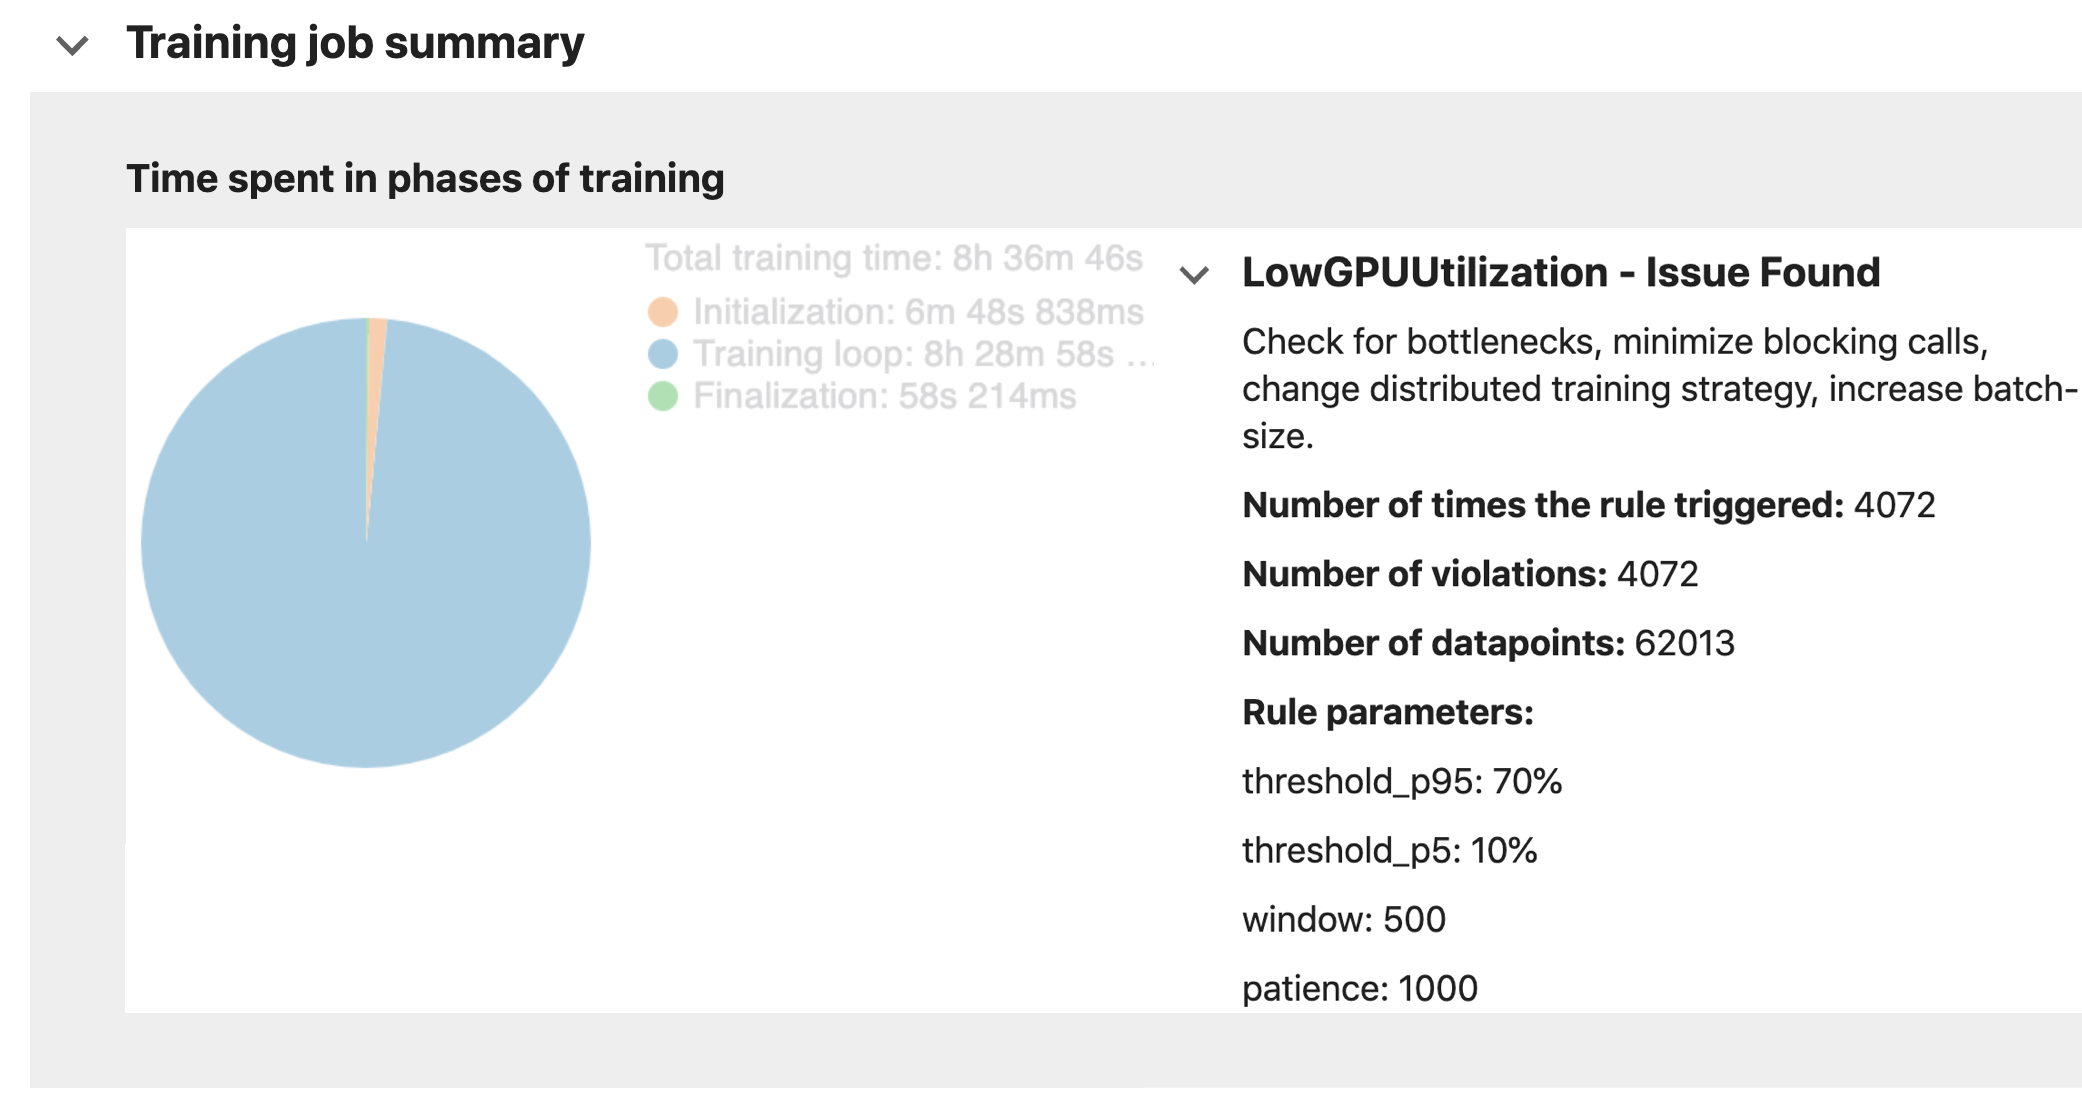 Training job summary
Time spent in phases of training
Total training time: 8h 36m 46s
Initialization: 6m 48s 838ms
Training loop: 8h 28m 58s ...
Finalization: 58s 214ms
LowGPUUtilization - Issue Found
Check for bottlenecks, minimize blocking calls,
change distributed training strategy, increase batch-
size.
Number of times the rule triggered: 4072
Number of violations: 4072
Number of datapoints: 62013
Rule parameters:
threshold_p95: 70%
threshold_p5: 10%
window: 500
patience: 1000